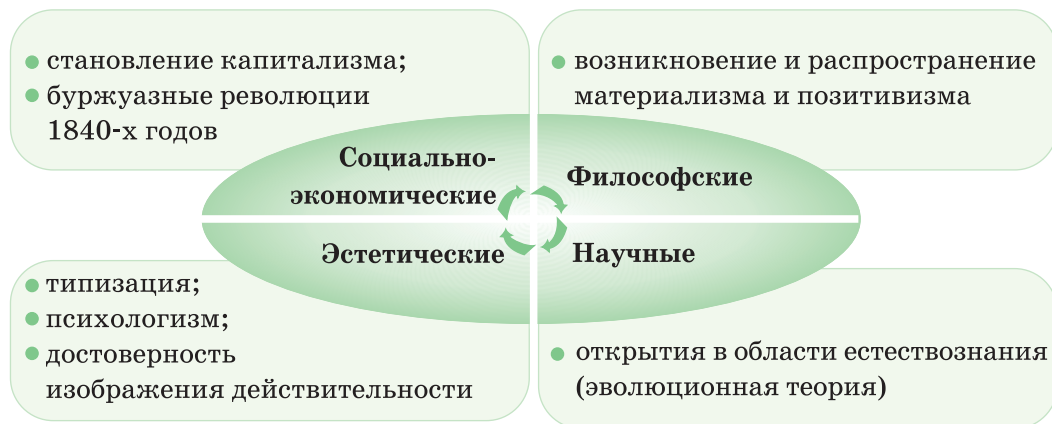 становление капитализма;
буржуазные революции
1840-х годов
возникновение и распространение
материализма и позитивизма
Социально-
экономические
Философские
Эстетические
Научные
типизация;
психологизм;
достоверность
изображения действительности
открытия в области естествознания
(эволюционная теория)